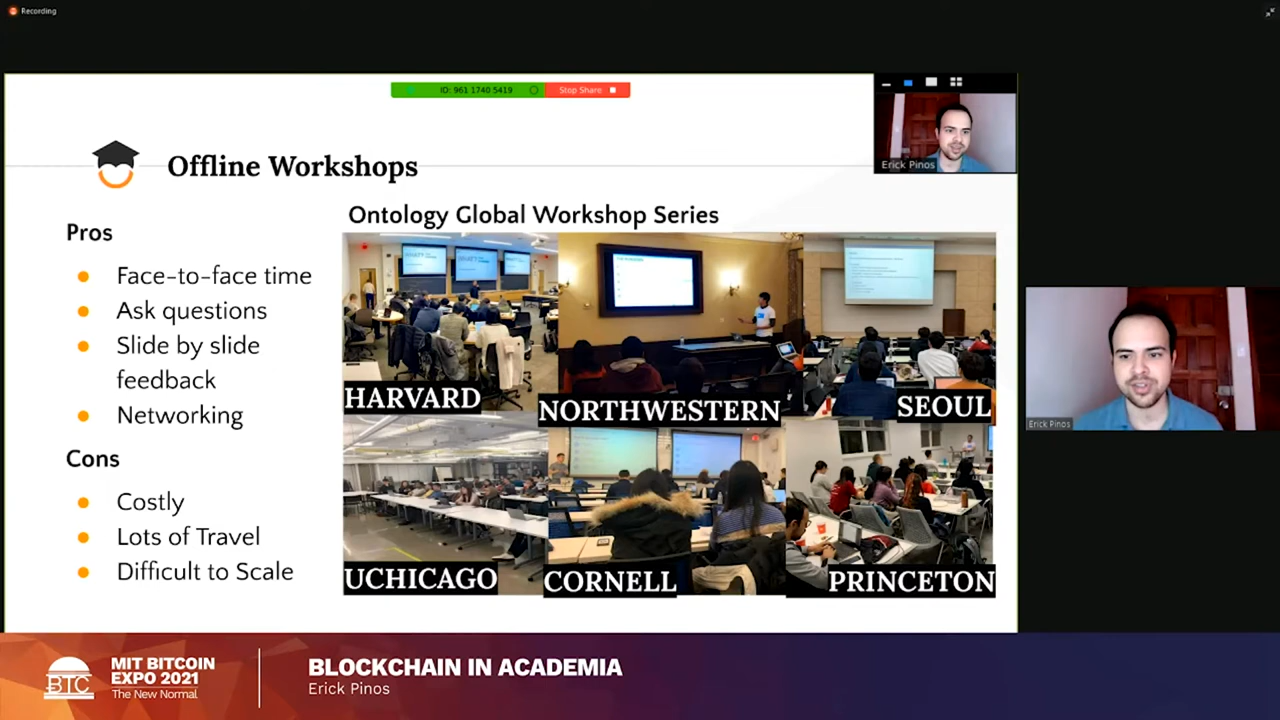 Recording
ID: 961 1740 5419
Stop Share
Erick Pinos
Offline Workshops
Ontology Global Workshop Series
Pros
Face-to-face time
Ask questions
Slide by slide
feedback
Networking
Cons
Costly
Lots of Travel
Difficult to Scale
HARVARD
NORTHWESTERN
SEOUL
UCHICAGO
CORNELL
PRINCETON
Erick Pinos
BTC
MIT BITCOIN
EXPO 2021
The New Normal
BLOCKCHAIN IN ACADEMIA
Erick Pinos